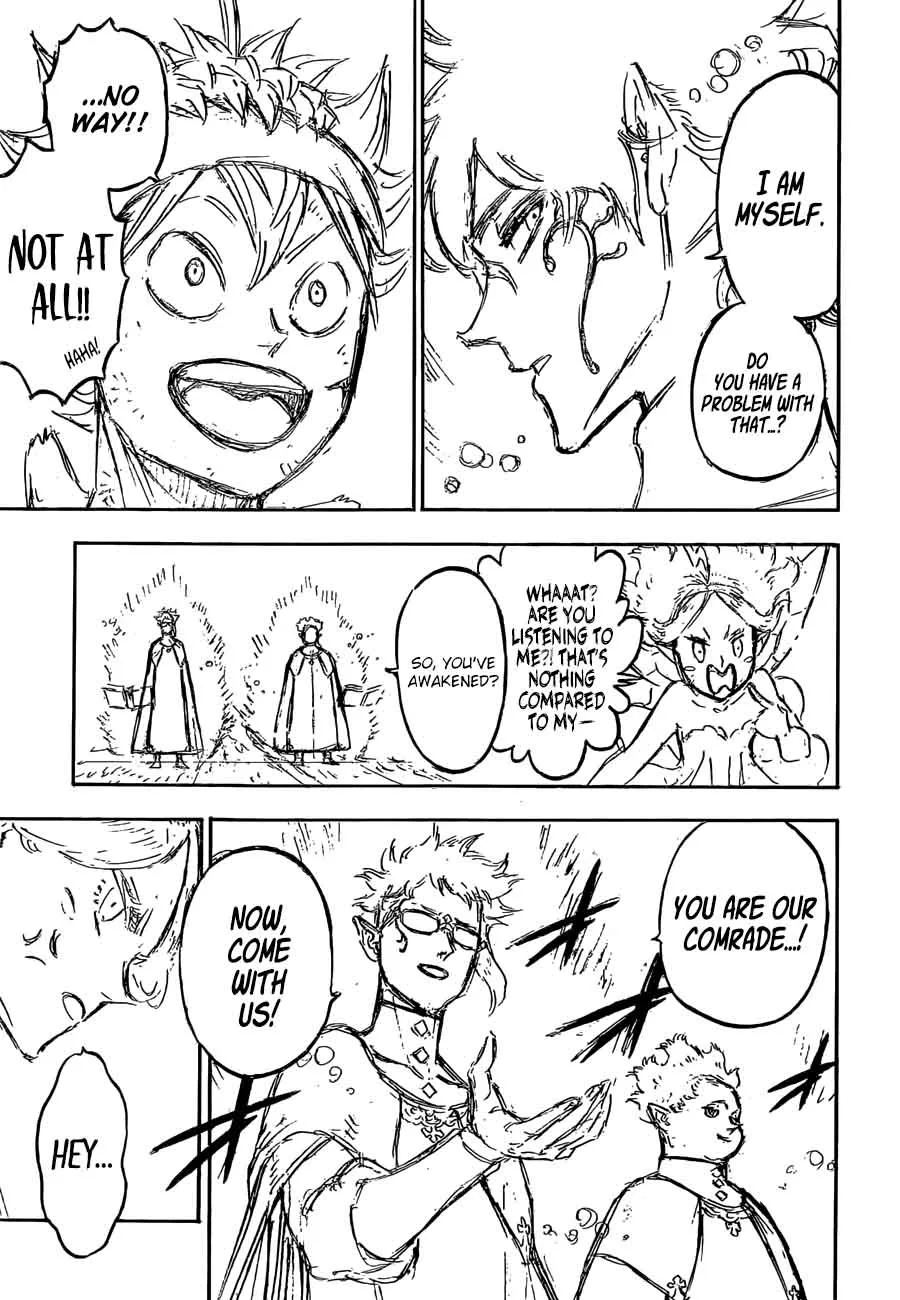 I AM
MYSELF.
DO
YOU HAVE A
PROBLEM WITH
THAT...?
...NO
WAY!!
NOT AT
ALL!!
HAHA!
WHAAAT?
ARE YOU
LISTENING TO
ME?! THAT'S
NOTHING
COMPARED
TO MY—
SO, YOU'VE
AWAKENED?
YOU ARE OUR
COMRADE...!
NOW,
COME
WITH
US!
HEY...